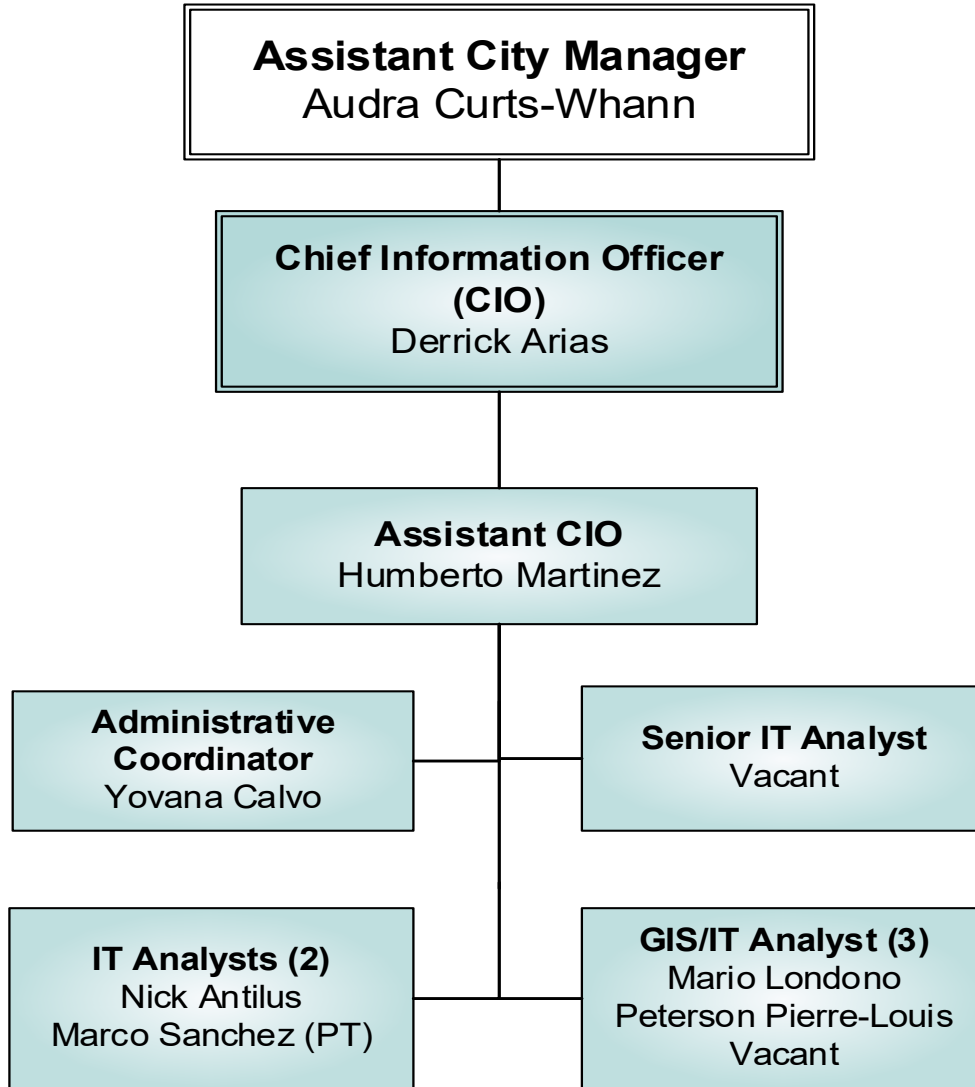 Assistant City Manager
Audra Curts-Whann
Chief Information Officer
(CIO)
Derrick Arias
Assistant CIO
Humberto Martinez
Administrative
Coordinator
Yovana Calvo
Senior IT Analyst
Vacant
IT Analysts (2)
Nick Antilus
Marco Sanchez (PT)
GIS/IT Analyst (3)
Mario Londono
Peterson Pierre-Louis
Vacant